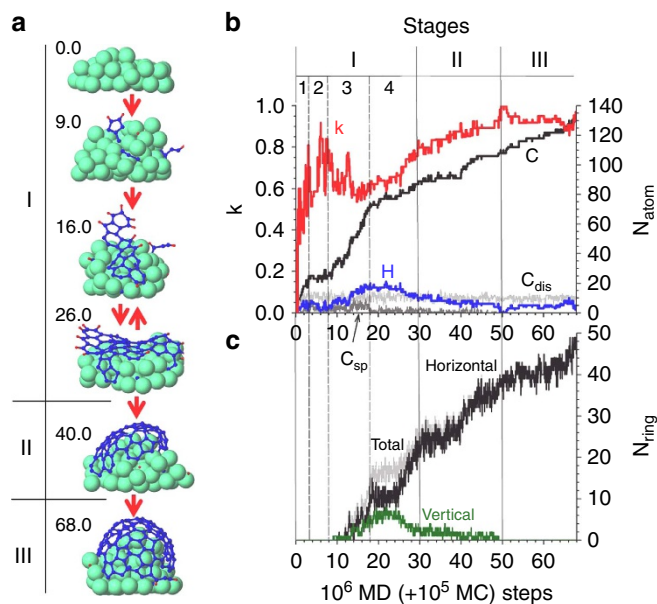 a
0.0
9.0
I
16.0
26.0
II
40.0
III
68.0
b
Stages
I II III
1 2 3 4
1.0 140
0.8 120
0.6 100
0.4 80
0.2 60
0.0 40
20
0
k
k
C
H
C_dis
C_sp
N_atom
0 10 20 30 40 50 60
c
Horizontal
Total
Vertical
50
40
30
20
10
0
N_ring
0 10 20 30 40 50 60
10^6 MD (+10^5 MC) steps